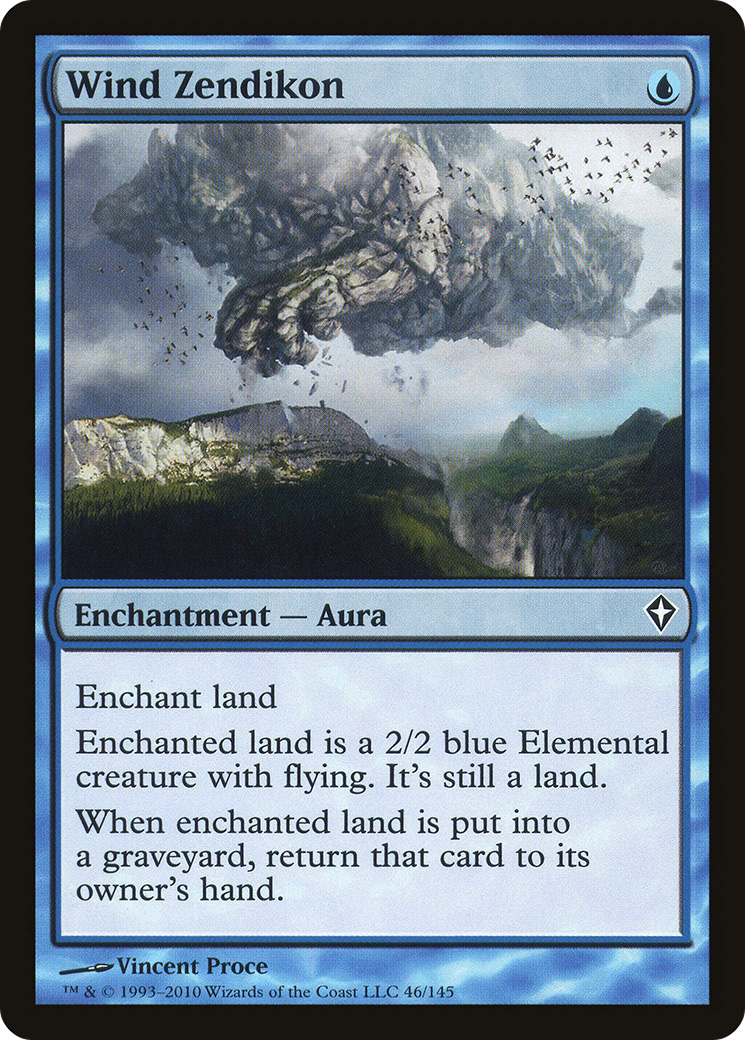 Wind Zendikon
Enchantment — Aura
Enchant land
Enchanted land is a 2/2 blue Elemental
creature with flying. It's still a land.
When enchanted land is put into
a graveyard, return that card to its
owner's hand.
Vincent Proce
™ & © 1993–2010 Wizards of the Coast LLC 46/145